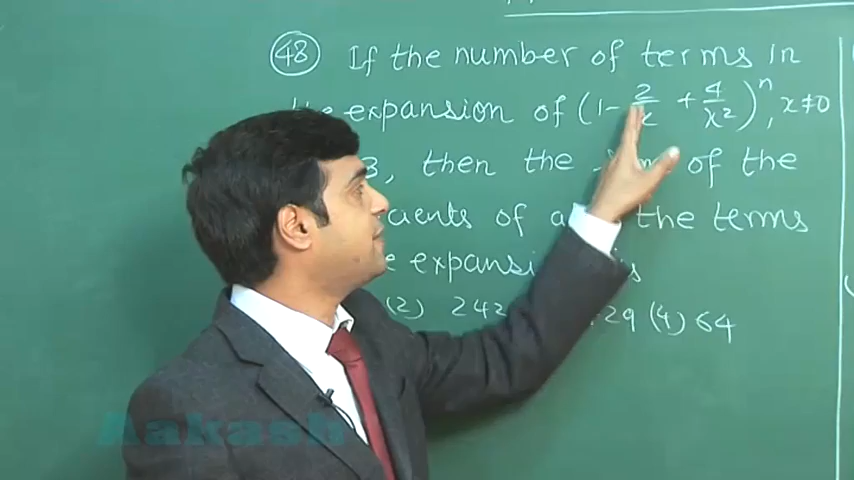 (48) If the number of terms in
expansion of (1 - 2/x + 4/x²)ⁿ, x≠0
3, then the of the
cients of the terms
e expansi is
(2) 242 29 (4) 64
Aakash